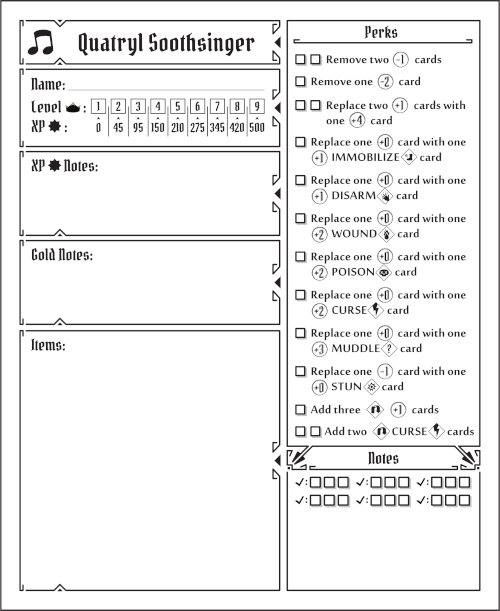 Quatryl Soothsinger
Name:
Level :
1 2 3 4 5 6 7 8 9
XP :
0 45 95 150 210 275 345 420 500
XP Notes:
Gold Notes:
Items:
Perks
Remove two -1 cards
Remove one -2 card
Replace two +1 cards with
one +4 card
Replace one +0 card with one
+1 IMMOBILIZE card
Replace one +0 card with one
+1 DISARM card
Replace one +0 card with one
+2 WOUND card
Replace one +0 card with one
+2 POISON card
Replace one +0 card with one
+2 CURSE card
Replace one +0 card with one
+3 MUDDLE ? card
Replace one -1 card with one
+0 STUN card
Add three +1 cards
Add two CURSE cards
Notes
✓: ✓: ✓:
✓: ✓: ✓: